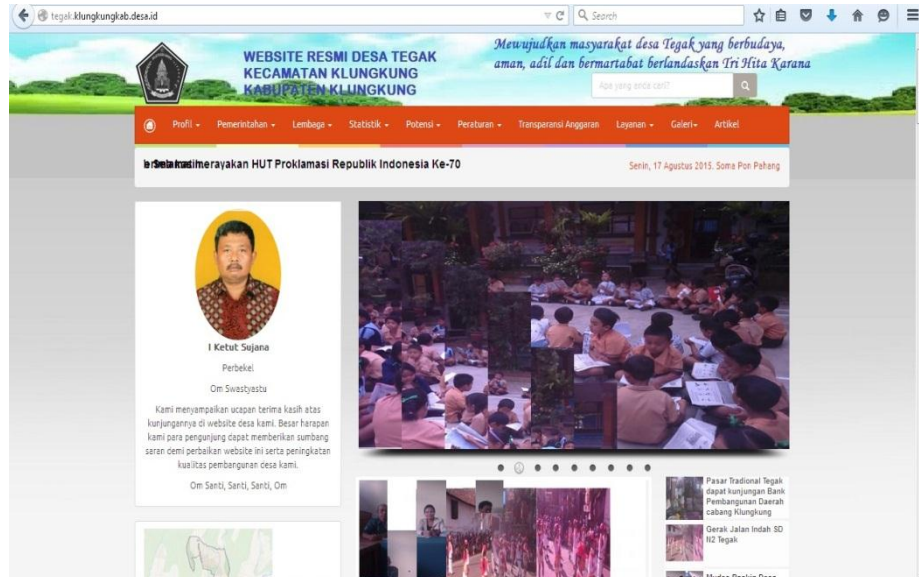 tegak.klungkungkab.desa.id
Search
WEBSITE RESMI DESA TEGAK
KECAMATAN KLUNGKUNG
KABUPATEN KLUNGKUNG
Mewujudkan masyarakat desa Tegak yang berbudaya,
aman, adil dan bermartabat berlandaskan Tri Hita Karana
Apa yang anda cari?
Profil Pemerintahan Lembaga Statistik Potensi Peraturan Transparansi Anggaran Layanan Galeri Artikel
merayakan HUT Proklamasi Republik Indonesia Ke-70
Senin, 17 Agustus 2015. Soma Pon Pahang
I Ketut Sujana
Perbekel
Om Swastyastu
Kami menyampaikan ucapan terima kasih atas
kunjungannya di website desa kami. Besar harapan
kami para pengunjung dapat memberikan sumbang
saran demi perbaikan website ini serta peningkatan
kualitas pembangunan desa kami.
Om Santi, Santi, Santi, Om
Pasar Tradional Tegak
dapat kunjungan Bank
Pembangunan Daerah
cabang Klungkung
Gerak Jalan Indah SD
N2 Tegak